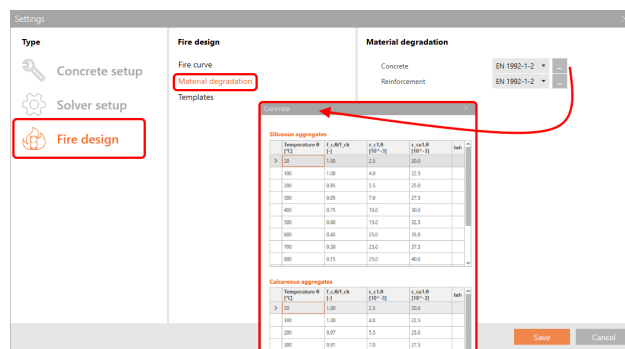 Settings
Type
Concrete setup
Solver setup
Fire design
Fire design
Fire curve
Material degradation
Templates
Material degradation
Concrete EN 1992-1-2 ...
Reinforcement EN 1992-1-2 ...
Concrete
Siliceous aggregates
Temperature θ [°C] f_c,θ/f_ck [-] ε_c1,θ [10^-3] ε_cu1,θ [10^-3]
20 1.00 2.5 20.0
100 1.00 4.0 22.5
200 0.95 5.5 25.0
300 0.85 7.0 27.5
400 0.75 10.0 30.0
500 0.60 15.0 32.5
600 0.45 25.0 35.0
700 0.30 25.0 37.5
800 0.15 25.0 40.0
Calcareous aggregates
Temperature θ [°C] f_c,θ/f_ck [-] ε_c1,θ [10^-3] ε_cu1,θ [10^-3]
20 1.00 2.5 20.0
100 1.00 4.0 22.5
200 0.97 5.5 25.0
300 0.91 7.0 27.5
Save
Cancel